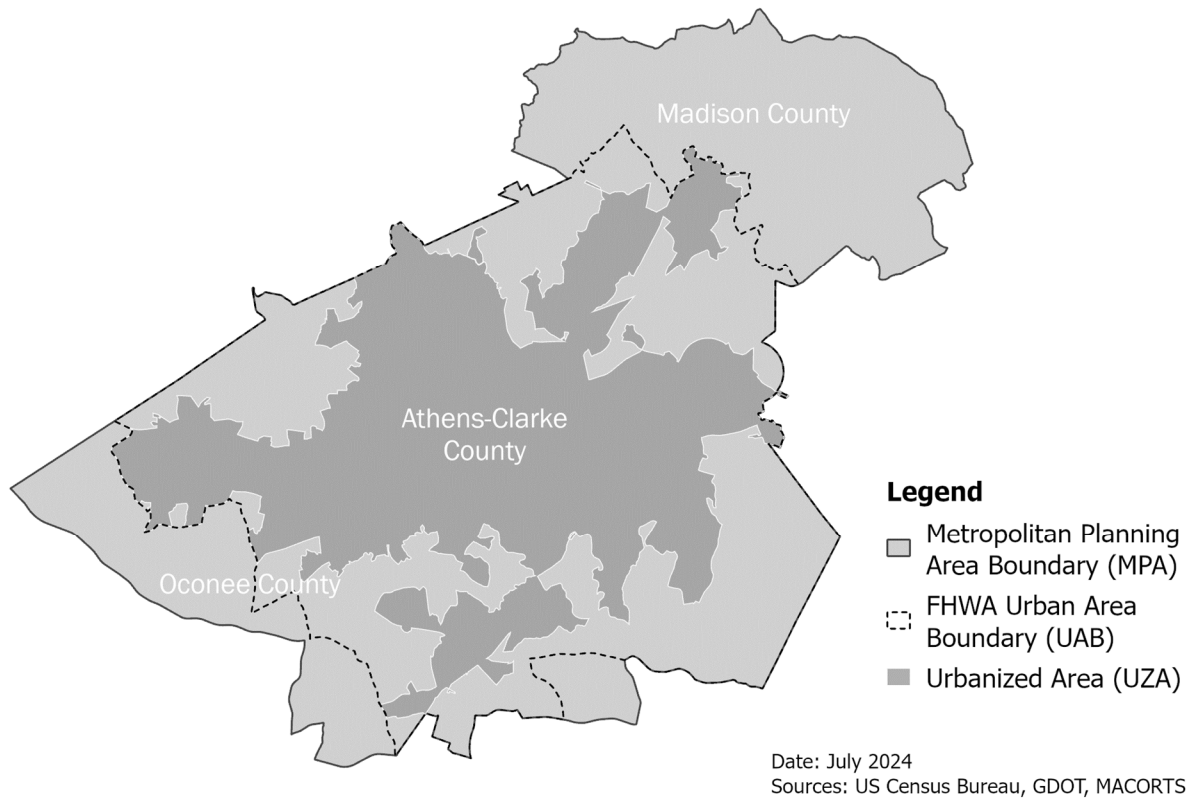 Madison County
Athens-Clarke
County
Oconee County
Legend
Metropolitan Planning
Area Boundary (MPA)
FHWA Urban Area
Boundary (UAB)
Urbanized Area (UZA)
Date: July 2024
Sources: US Census Bureau, GDOT, MACORTS